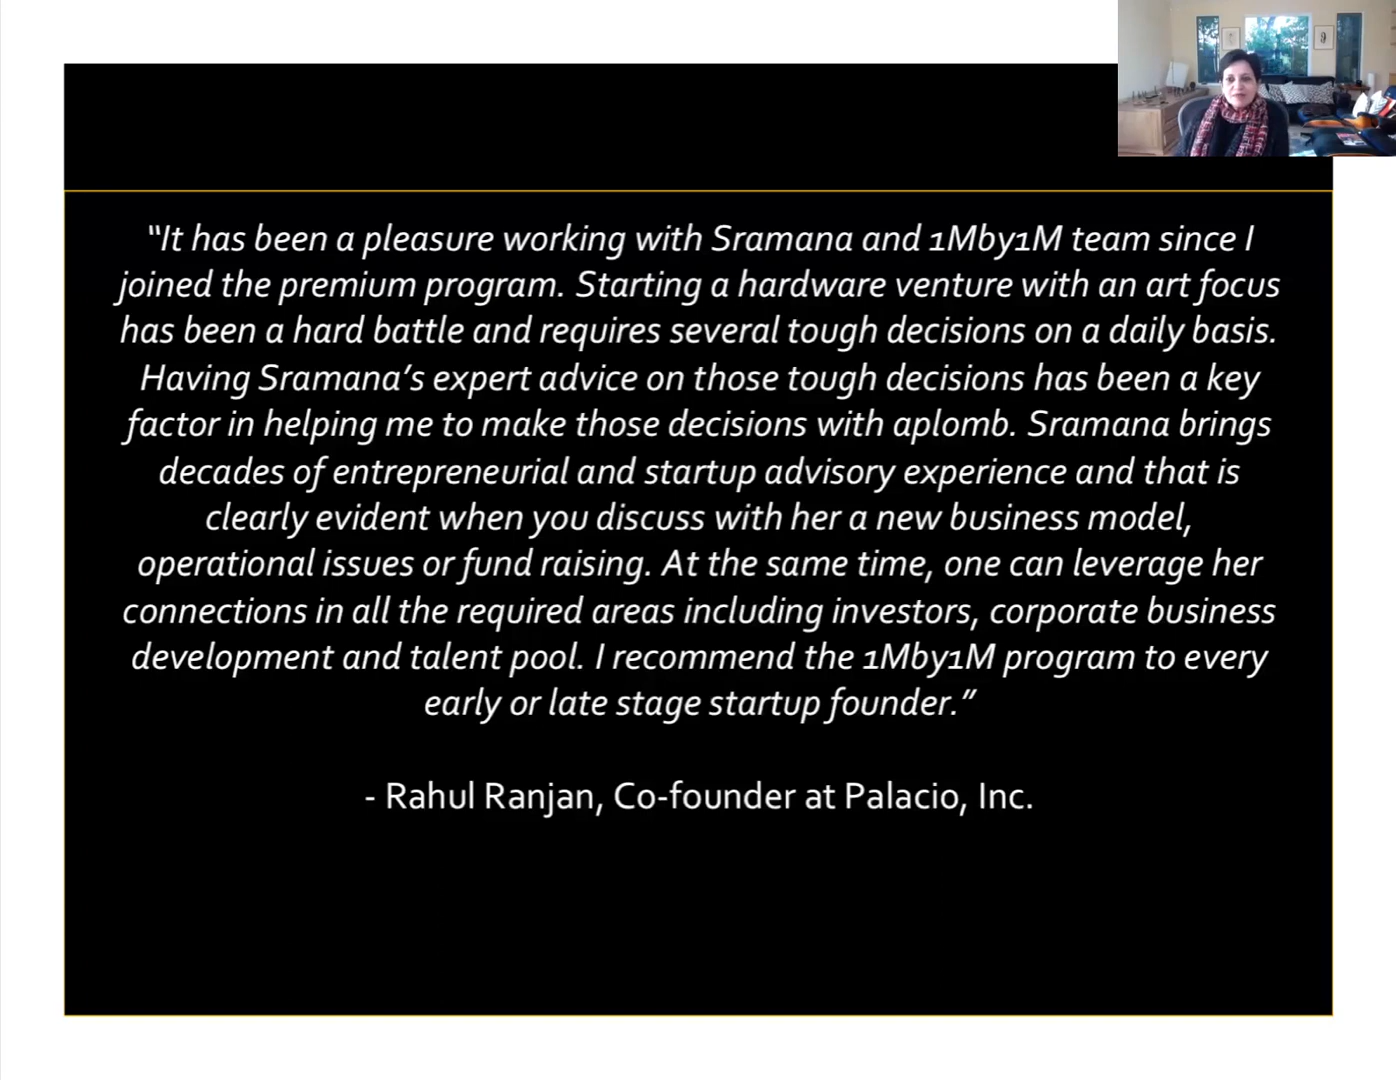 “It has been a pleasure working with Sramana and 1Mby1M team since I
joined the premium program. Starting a hardware venture with an art focus
has been a hard battle and requires several tough decisions on a daily basis.
Having Sramana’s expert advice on those tough decisions has been a key
factor in helping me to make those decisions with aplomb. Sramana brings
decades of entrepreneurial and startup advisory experience and that is
clearly evident when you discuss with her a new business model,
operational issues or fund raising. At the same time, one can leverage her
connections in all the required areas including investors, corporate business
development and talent pool. I recommend the 1Mby1M program to every
early or late stage startup founder.”
- Rahul Ranjan, Co-founder at Palacio, Inc.